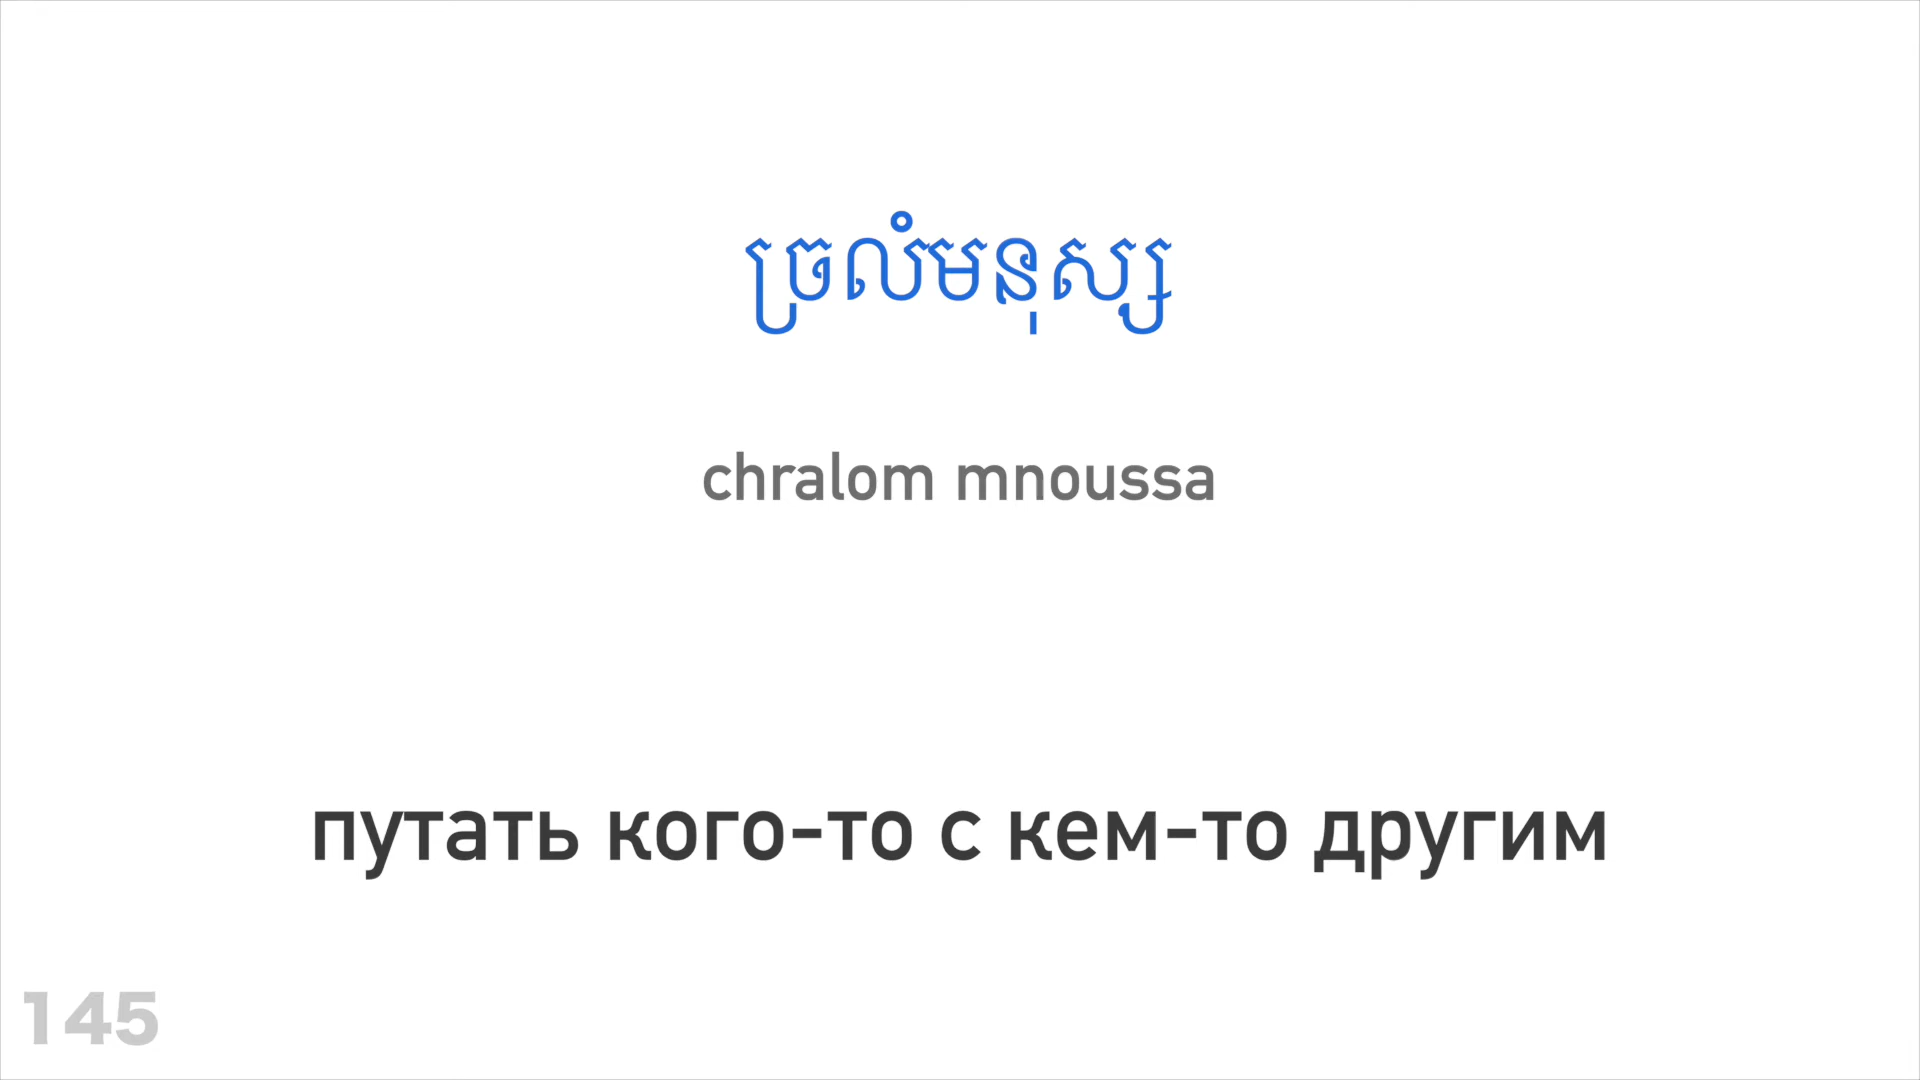 ច្រលំមនុស្ស
chralom mnoussa
путать кого-то с кем-то другим
145